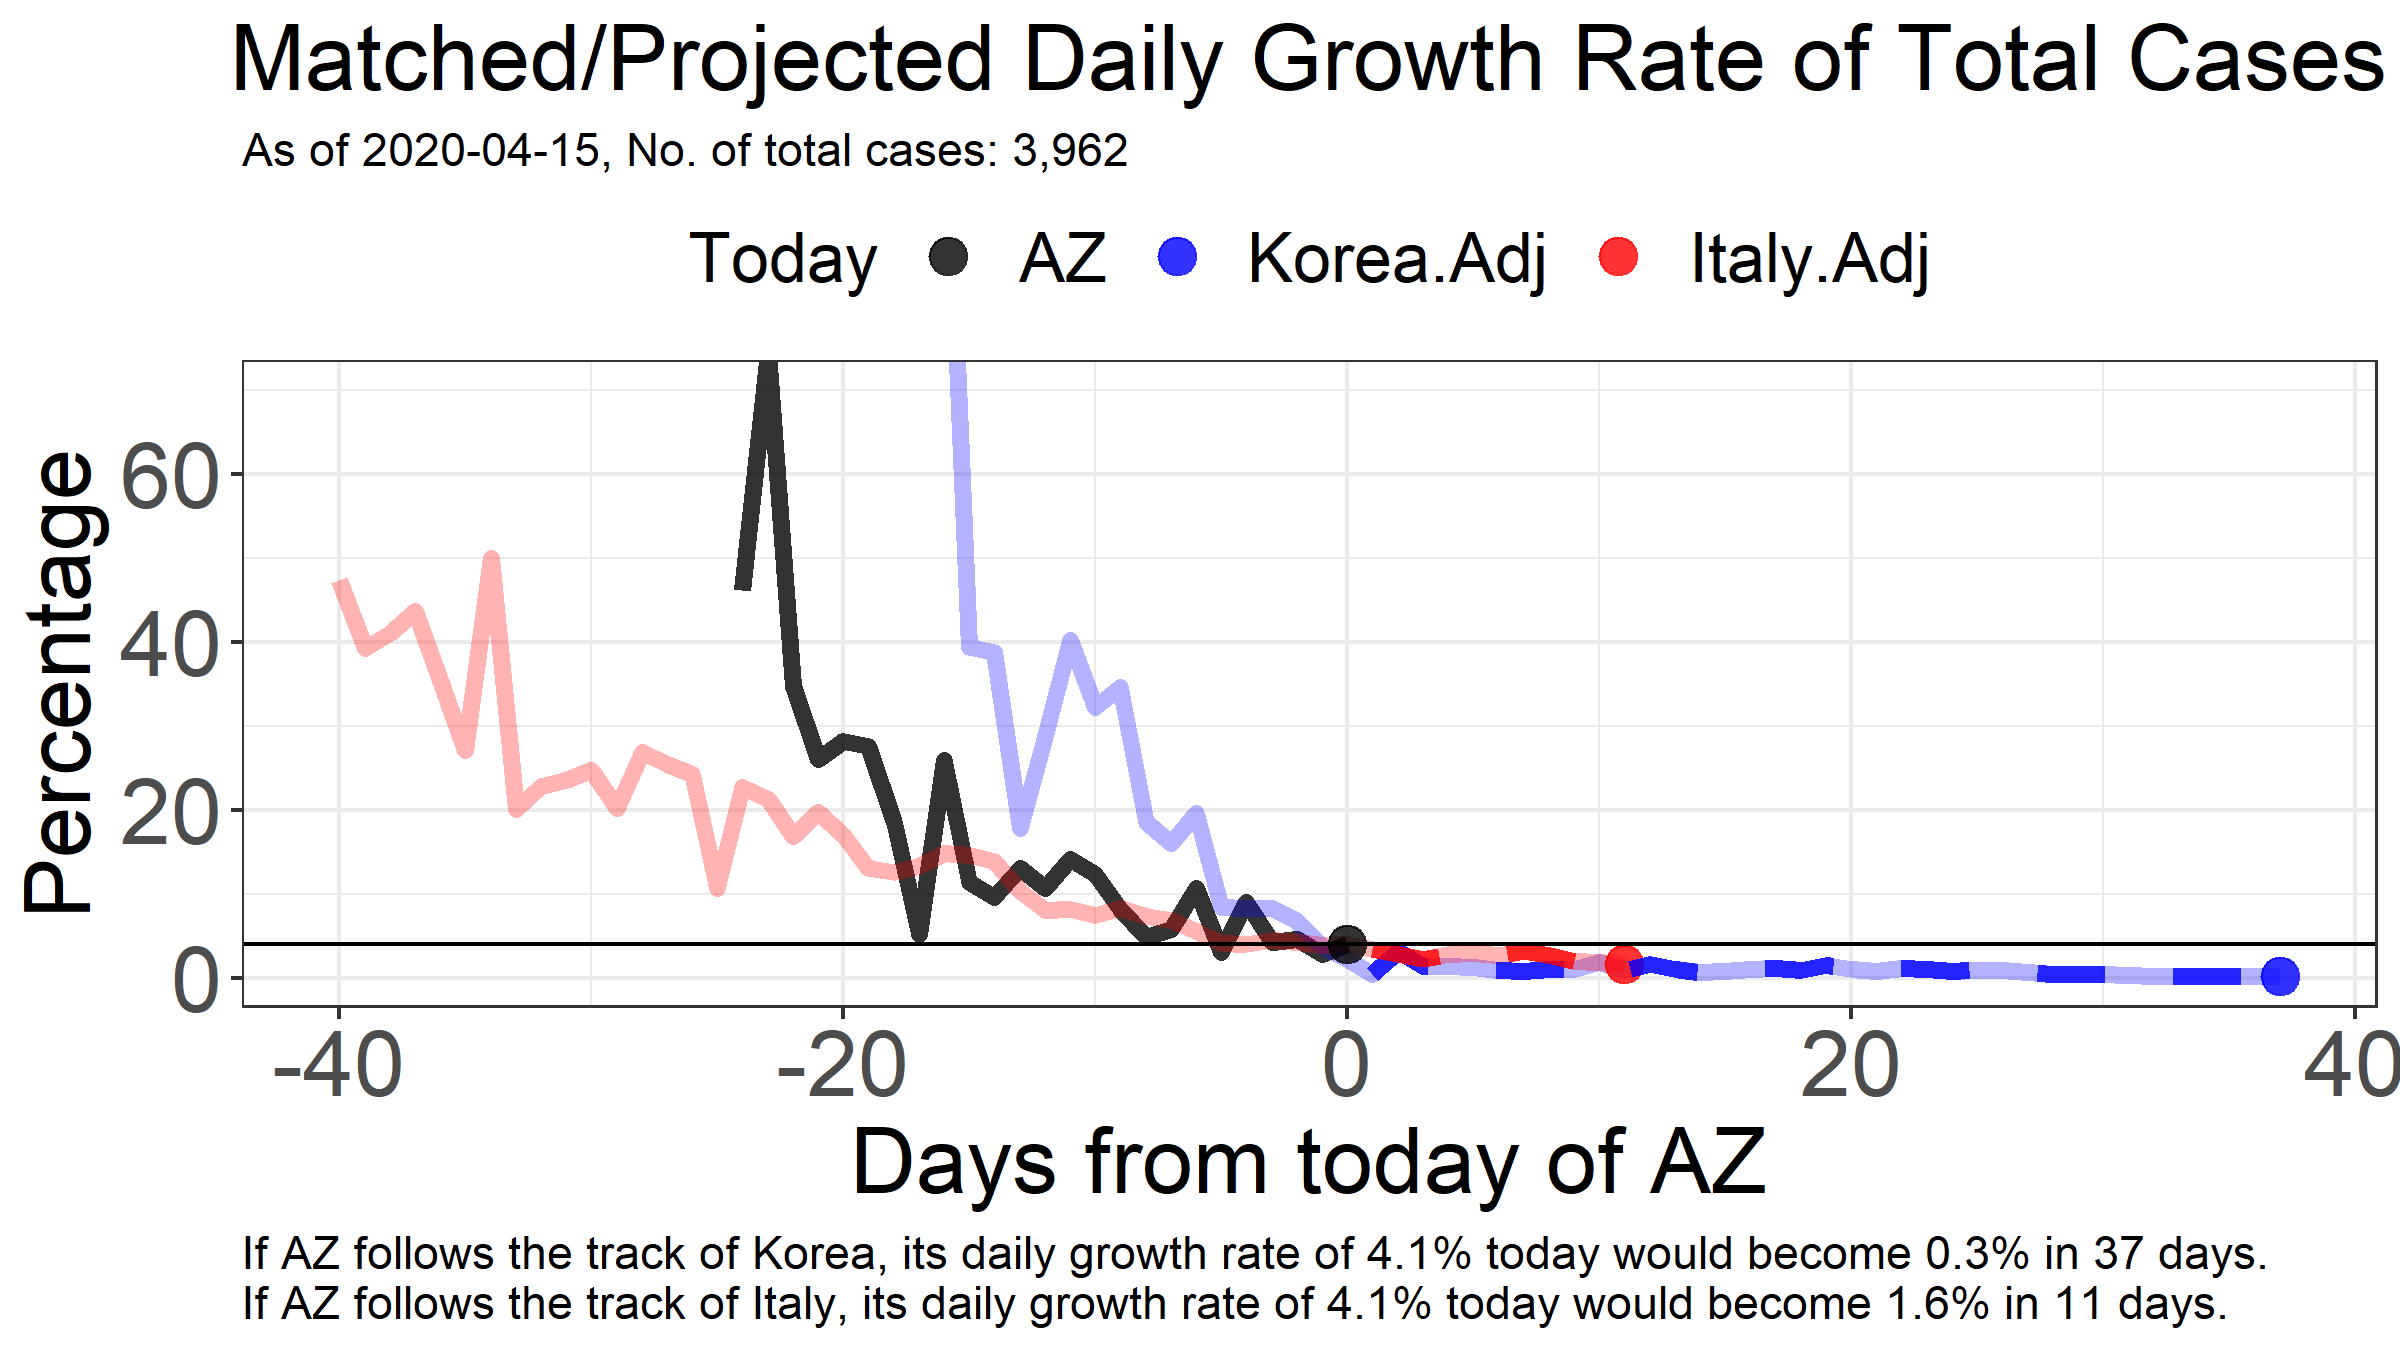 Matched/Projected Daily Growth Rate of Total Cases
As of 2020-04-15, No. of total cases: 3,962
Today AZ Korea.Adj Italy.Adj
Percentage
60
40
20
0
-40 -20 0 20 40
Days from today of AZ
If AZ follows the track of Korea, its daily growth rate of 4.1% today would become 0.3% in 37 days.
If AZ follows the track of Italy, its daily growth rate of 4.1% today would become 1.6% in 11 days.